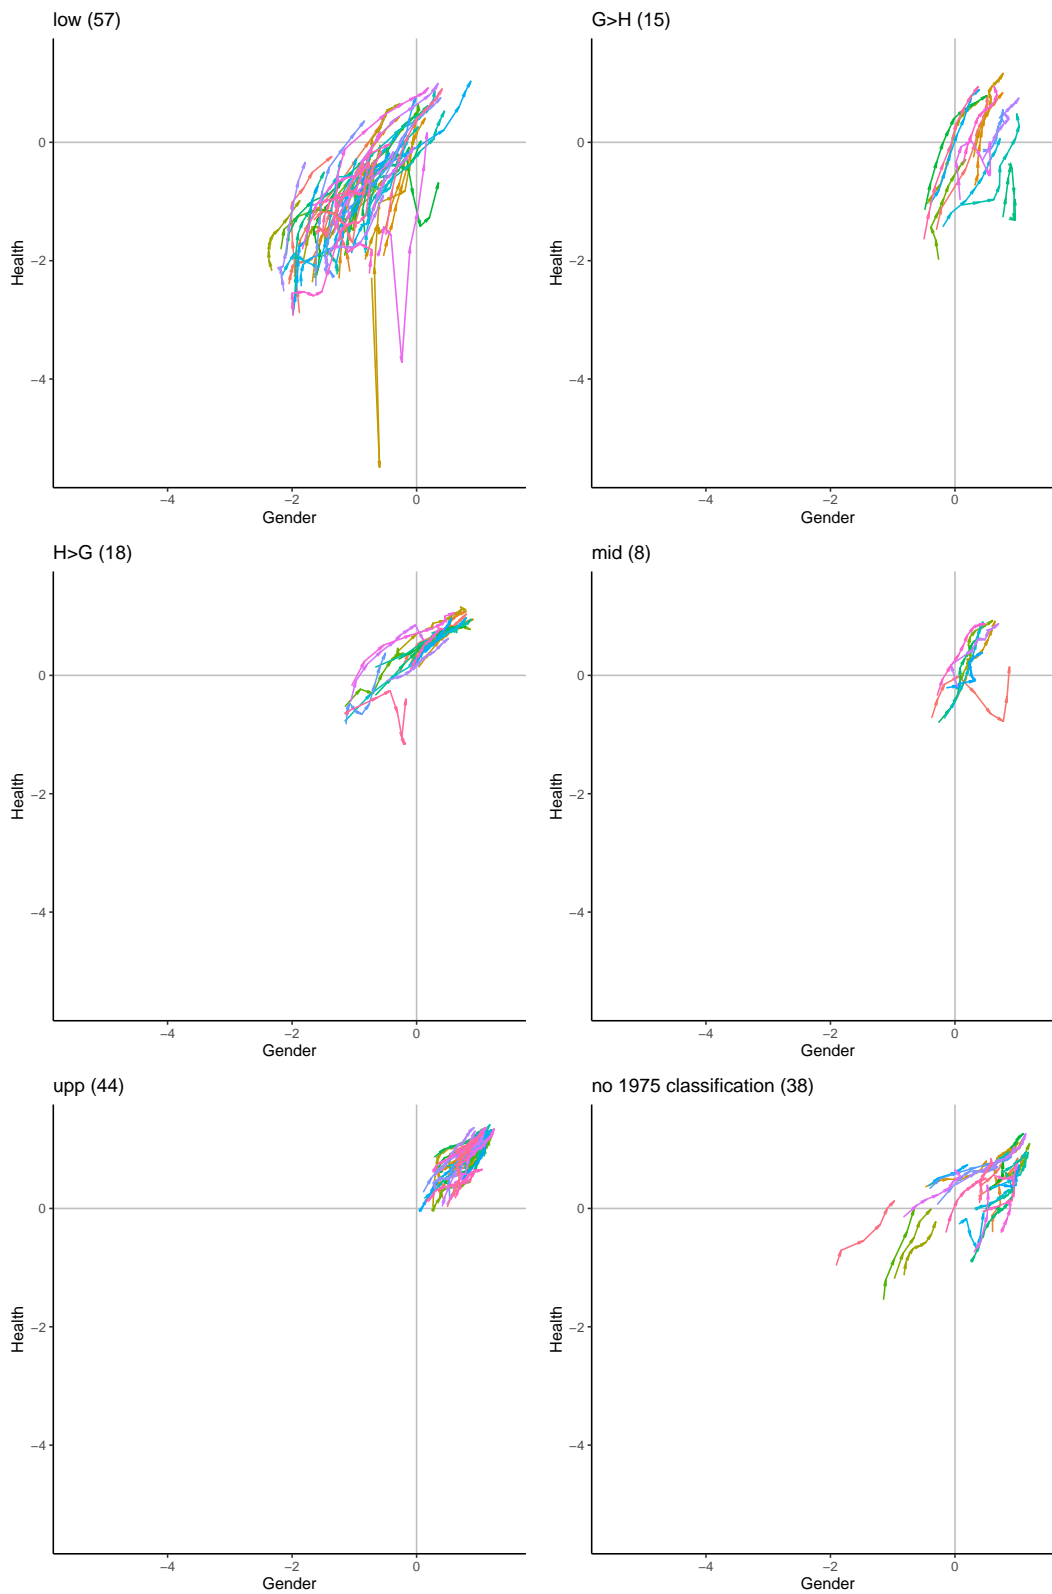 low (57)
0
−2
−4
Health
−4
−2
0
Gender
G>H (15)
0
−2
−4
Health
−4
−2
0
Gender
H>G (18)
0
−2
−4
Health
−4
−2
0
Gender
mid (8)
0
−2
−4
Health
−4
−2
0
Gender
upp (44)
0
−2
−4
Health
−4
−2
0
Gender
no 1975 classification (38)
0
−2
−4
Health
−4
−2
0
Gender